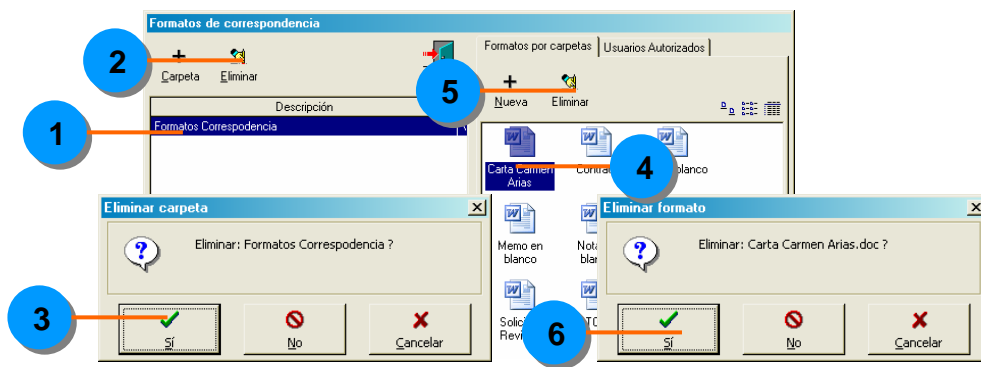 Formatos de correspondencia
Formatos por carpetas
Usuarios Autorizados
2
Carpeta
Eliminar
5
Nueva
Eliminar
Descripción
1
Formatos Correspodencia
4
Carta Carmen
Arias
Eliminar carpeta
Eliminar: Formatos Correspodencia ?
3
Sí
No
Cancelar
Memo en
blanco
Eliminar formato
Eliminar: Carta Carmen Arias.doc ?
6
Sí
No
Cancelar